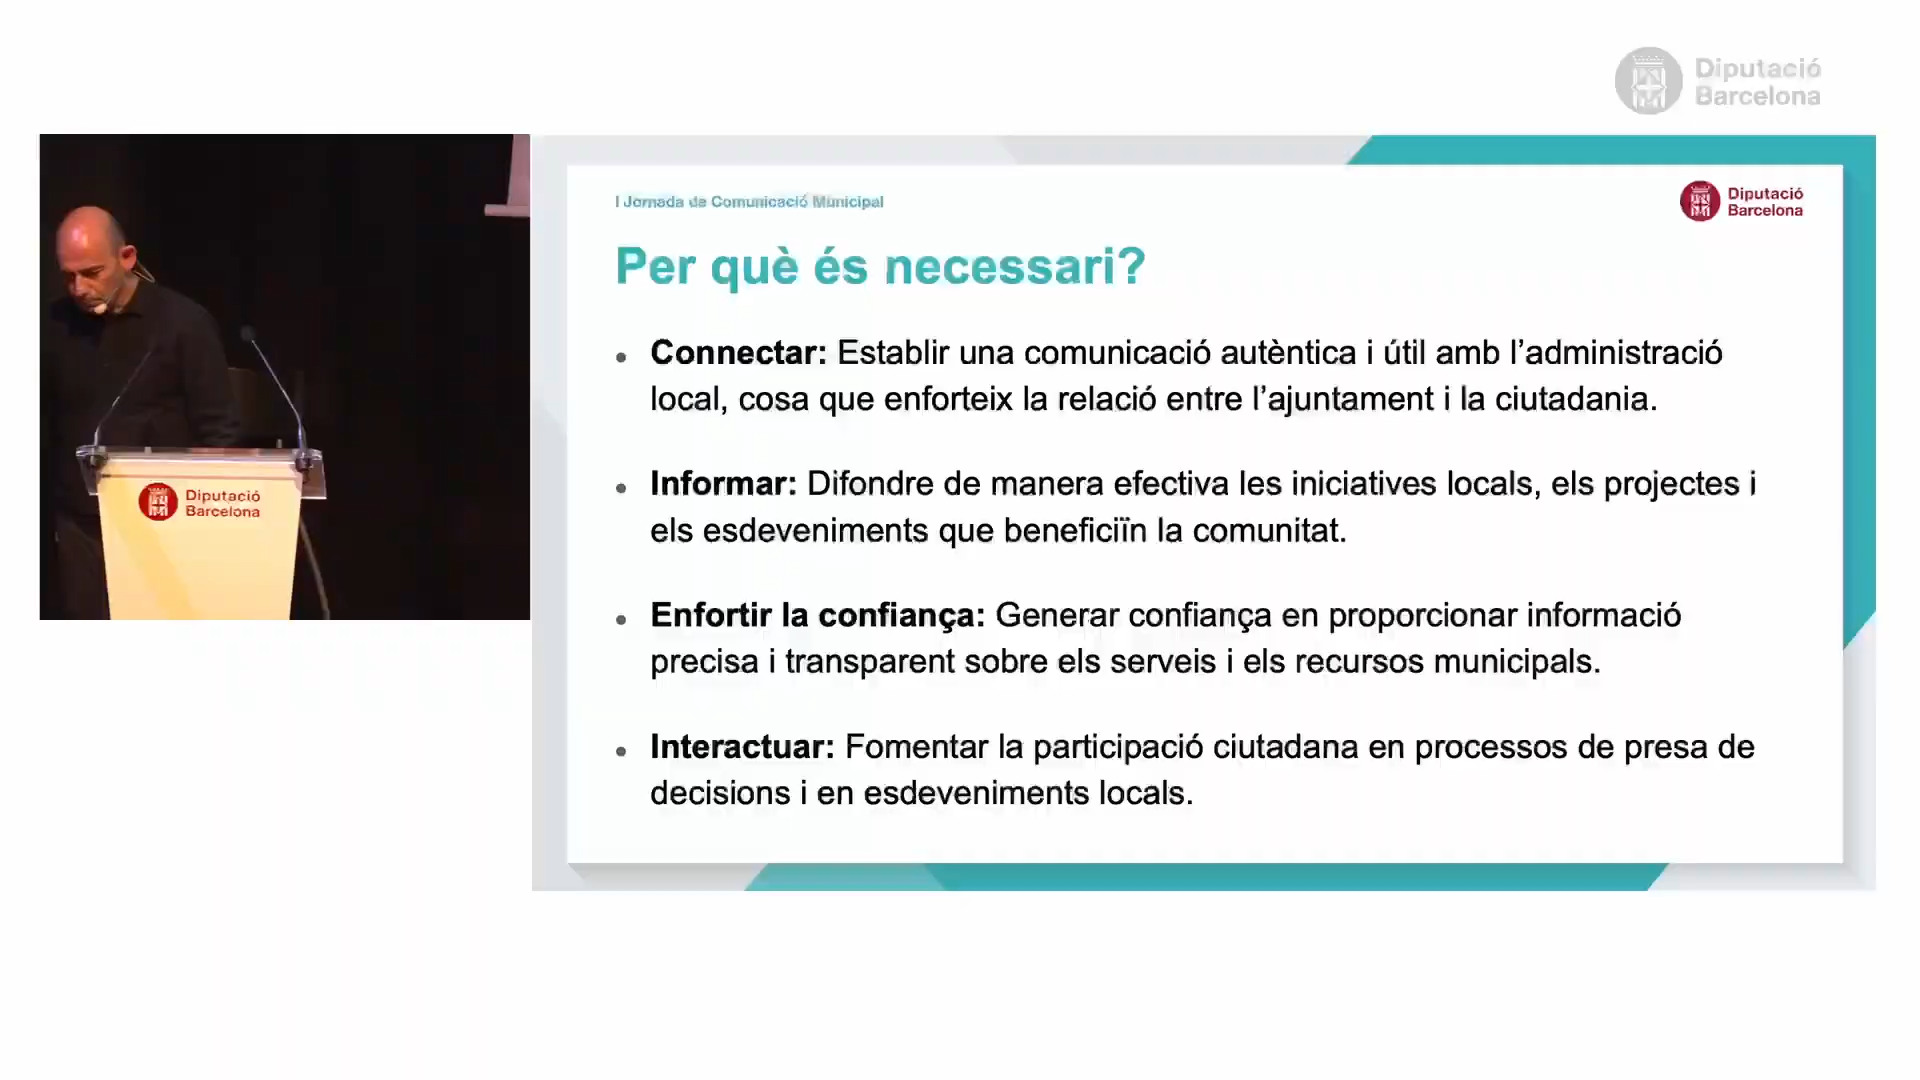 Diputació
Barcelona
I Jornada de Comunicació Municipal
Diputació
Barcelona
Per què és necessari?
• Connectar: Establir una comunicació autèntica i útil amb l’administració
local, cosa que enforteix la relació entre l’ajuntament i la ciutadania.
• Informar: Difondre de manera efectiva les iniciatives locals, els projectes i
els esdeveniments que beneficiïn la comunitat.
• Enfortir la confiança: Generar confiança en proporcionar informació
precisa i transparent sobre els serveis i els recursos municipals.
• Interactuar: Fomentar la participació ciutadana en processos de presa de
decisions i en esdeveniments locals.
Diputació
Barcelona